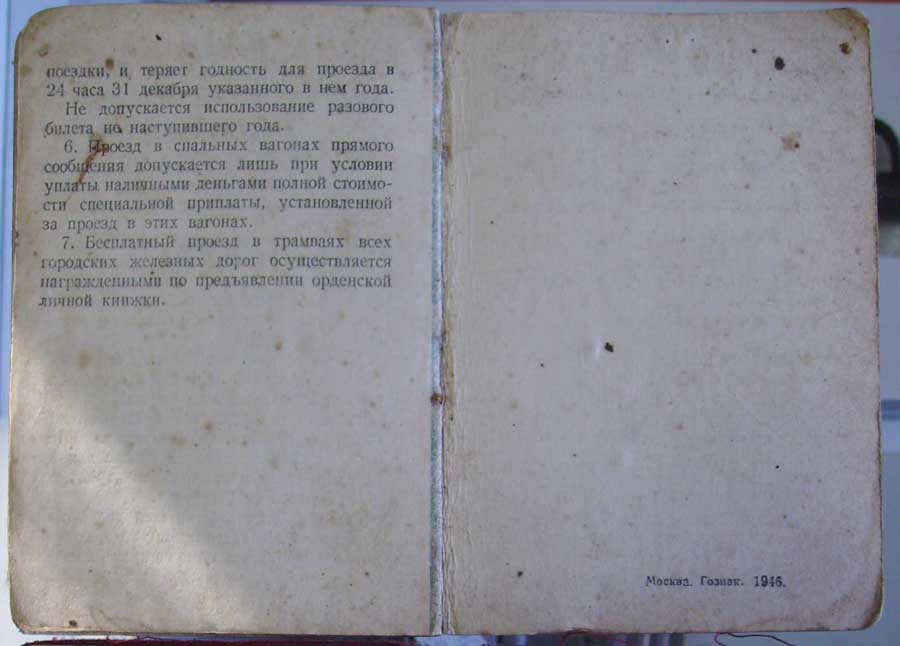 поездки, и теряет годность для проезда в
24 часа 31 декабря указанного в нем года.
Не допускается использование разового
билета не наступившего года.
6. Проезд в спальных вагонах прямого
сообщения допускается лишь при условии
уплаты наличными деньгами полной стоимо-
сти специальной приплаты, установленной
за проезд в этих вагонах.
7. Бесплатный проезд в трамваях всех
городских железных дорог осуществляется
награжденными по предъявлении орденской
личной книжки.
Москва. Гознак. 1946.